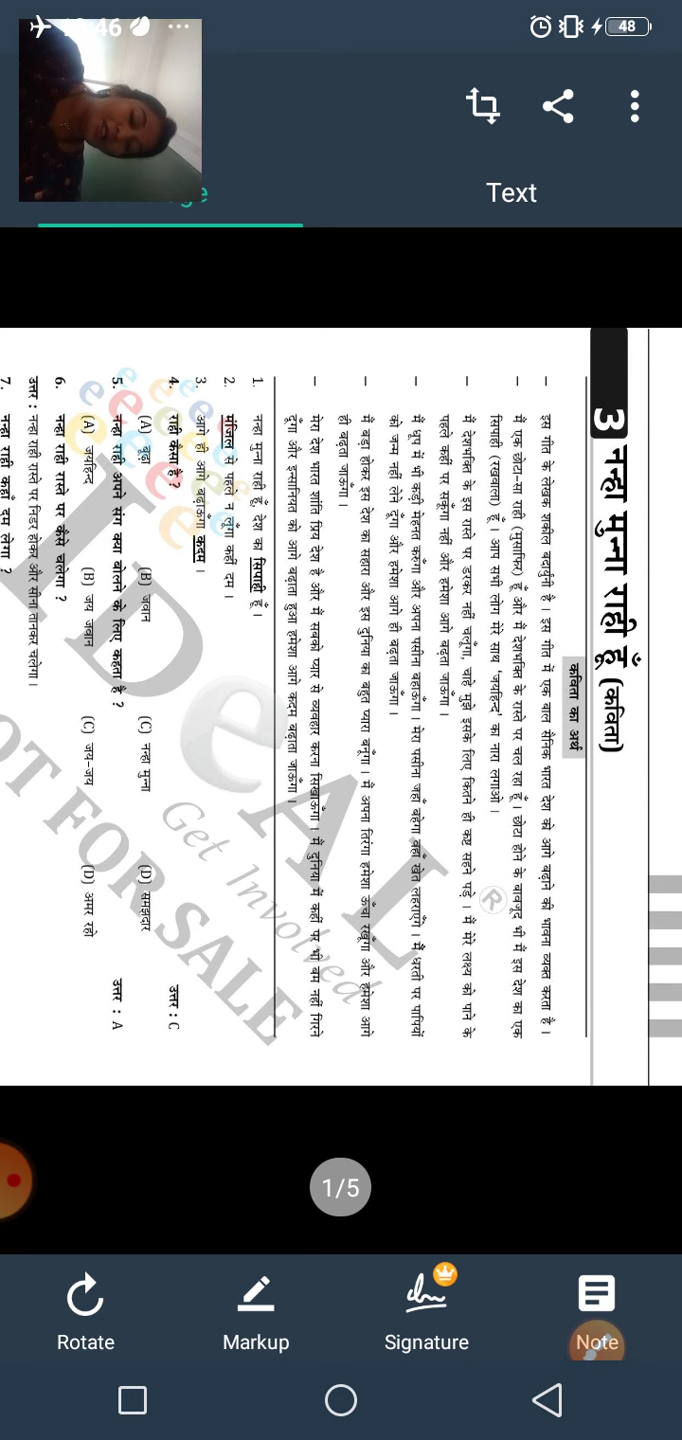 48
Text
3 नन्हा मुन्ना राही हूँ (कविता)
कविता का अर्थ
– इस गीत के लेखक शकील बदायुंनी है । इस गीत में एक बाल सैनिक भारत देश को आगे बढ़ाने की भावना व्यक्त करता है ।
– मैं एक छोटा-सा राही (मुसाफिर) हूँ और मैं देशभक्ति के रास्ते पर चल रहा हूँ । छोटा होने के बावजूद भी मैं इस देश का एक
सिपाही (रखवाला) हूँ । आप सभी लोग मेरे साथ 'जयहिन्द' का नारा लगाओ ।
– मैं देशभक्ति के इस रास्ते पर डरकर नहीं चलूँगा, चाहे मुझे इसके लिए कितने ही कष्ट सहने पड़े । मैं मेरे लक्ष्य को पाने के
पहले कहीं पर रुकूँगा नहीं और हमेशा आगे बढ़ता जाऊँगा ।
– मैं धूप में भी कड़ी मेहनत करुँगा और अपना पसीना बहाऊँगा । मेरा पसीना जहाँ बहेगा वहाँ खेत लहराएँगे । मैं धरती पर पापियों
को जन्म नहीं लेने दूँगा और हमेशा आगे ही बढ़ता जाऊँगा ।
– मैं बड़ा होकर इस देश का सहारा और इस दुनिया का बहुत प्यारा बनूँगा । मैं अपना तिरंगा हमेशा ऊँचा रखूँगा और हमेशा आगे
ही बढ़ता जाऊँगा ।
– मेरा देश भारत शांति प्रिय देश है और मैं सबको प्यार से व्यवहार करना सिखाऊँगा । मैं दुनिया में कहीं पर भी बम नहीं गिरने
दूँगा और इन्सानियत को आगे बढ़ाता हुआ हमेशा आगे कदम बढ़ाता जाऊँगा ।
1. नन्हा मुन्ना राही हूँ, देश का सिपाही हूँ ।
2. मंजिल से पहले न लूँगा कहीं दम ।
3. आगे ही आगे बढ़ाऊँगा कदम ।
4. राही कैसा है ?
(A) बूढ़ा (B) जवान (C) नन्हा मुन्ना (D) समझदार उत्तर : C
5. नन्हा राही अपने संग क्या बोलने के लिए कहता है ?
(A) जयहिन्द (B) जय जवान (C) जय-जय (D) अमर रहो उत्तर : A
6. नन्हा राही रास्ते पर कैसे चलेगा ?
उत्तर : नन्हा राही रास्ते पर निडर होकर और सीना तानकर चलेगा ।
7. नन्हा राही कहाँ दम लेगा ?
IDeAL
®
Get Involved
NOT FOR SALE
1/5
Rotate
Markup
Signature
Note